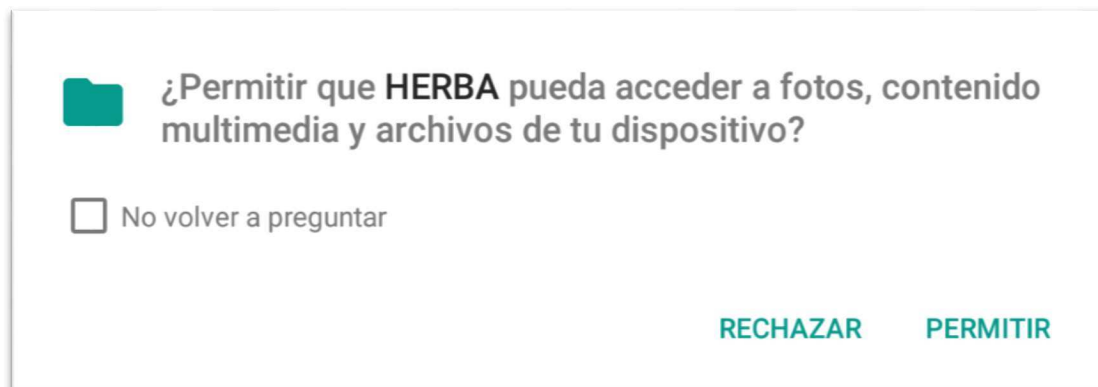 ¿Permitir que HERBA pueda acceder a fotos, contenido
multimedia y archivos de tu dispositivo?
No volver a preguntar
RECHAZAR PERMITIR